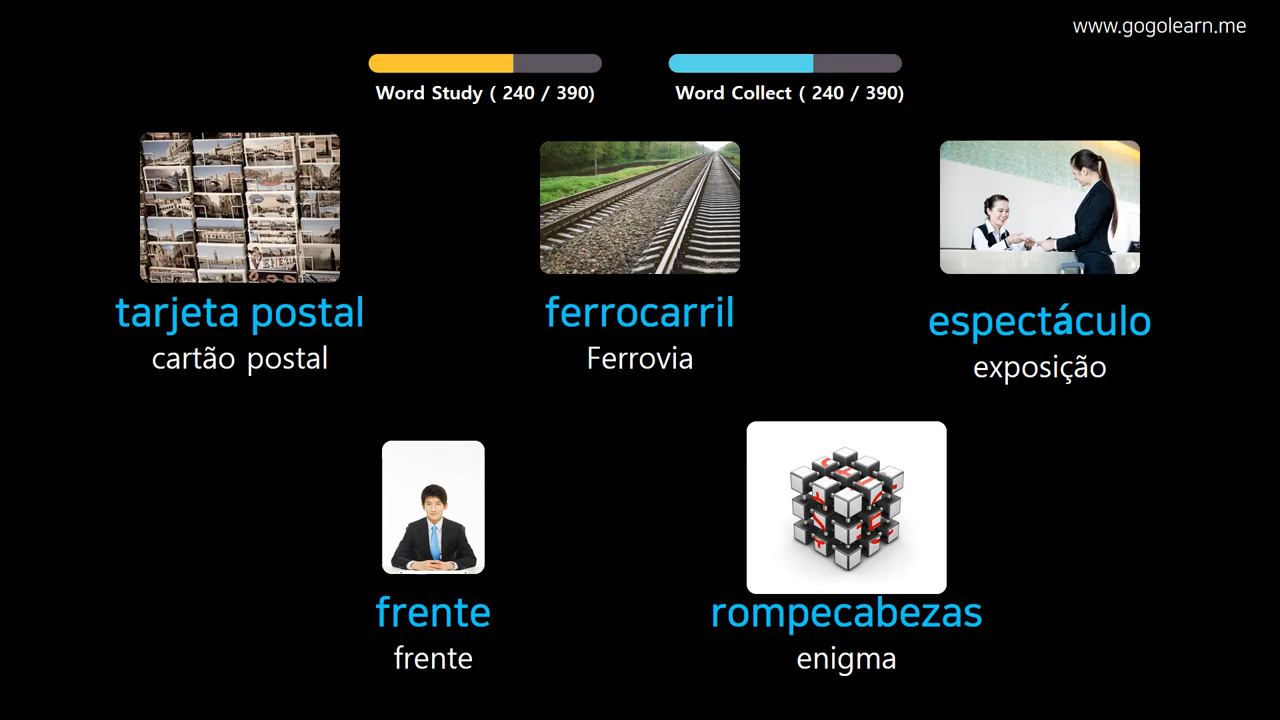 www.gogolearn.me
Word Study ( 240 / 390)
Word Collect ( 240 / 390)
tarjeta postal
cartão postal
ferrocarril
Ferrovia
espectáculo
exposição
frente
frente
rompecabezas
enigma